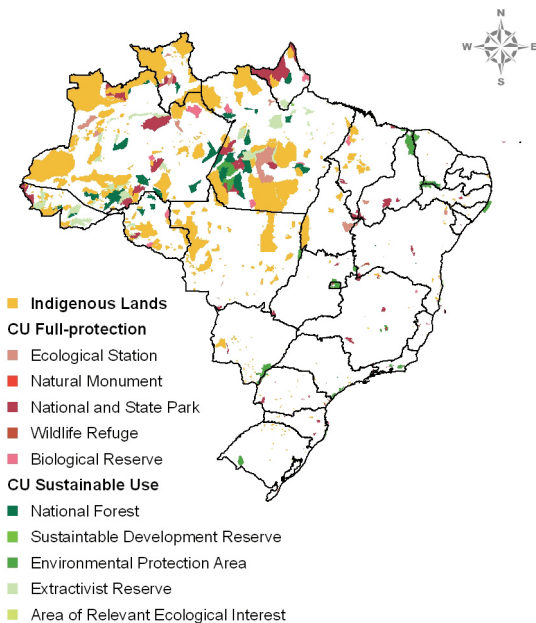 N
W
E
S
Indigenous Lands
CU Full-protection
Ecological Station
Natural Monument
National and State Park
Wildlife Refuge
Biological Reserve
CU Sustainable Use
National Forest
Sustaintable Development Reserve
Environmental Protection Area
Extractivist Reserve
Area of Relevant Ecological Interest